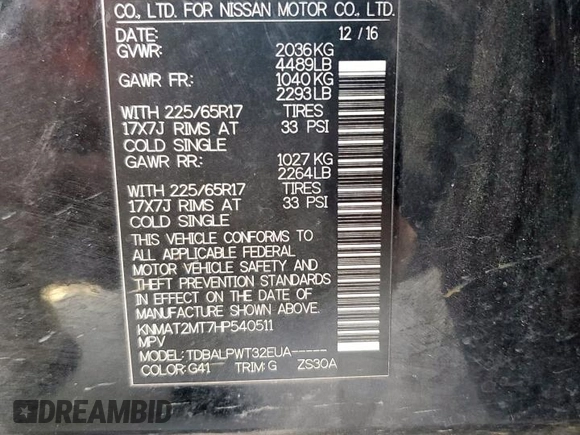 CO., LTD. FOR NISSAN MOTOR CO., LTD.
DATE: 12 / 16
GVWR: 2036KG
4489LB
GAWR FR: 1040 KG
2293LB
WITH 225/65R17 TIRES
17X7J RIMS AT 33 PSI
COLD SINGLE
GAWR RR: 1027 KG
2264LB
WITH 225/65R17 TIRES
17X7J RIMS AT 33 PSI
COLD SINGLE
THIS VEHICLE CONFORMS TO
ALL APPLICABLE FEDERAL
MOTOR VEHICLE SAFETY AND
THEFT PREVENTION STANDARDS
IN EFFECT ON THE DATE OF
MANUFACTURE SHOWN ABOVE.
KNMAT2MT7HP540511
MPV
MODEL: TDBALPWT32EUA-----
COLOR: G41 TRIM: G ZS30A
DREAMBID